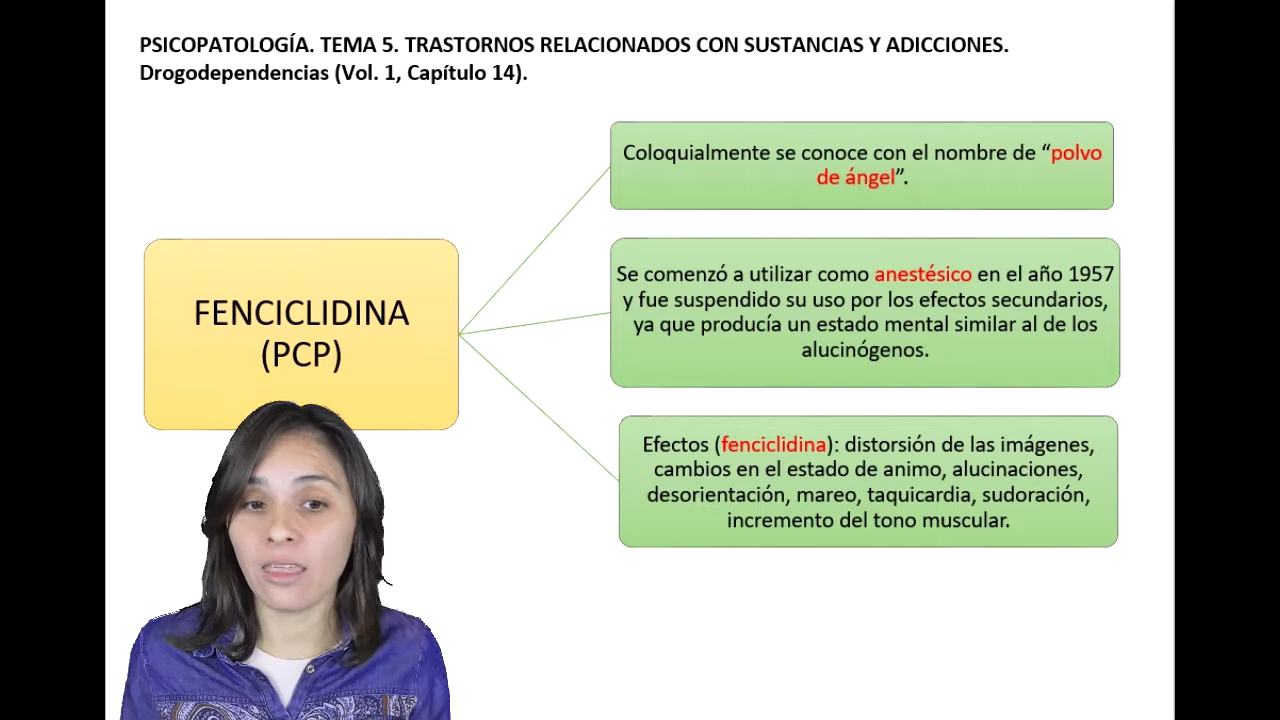 PSICOPATOLOGÍA. TEMA 5. TRASTORNOS RELACIONADOS CON SUSTANCIAS Y ADICCIONES.
Drogodependencias (Vol. 1, Capítulo 14).
FENCICLIDINA
(PCP)
Coloquialmente se conoce con el nombre de “polvo
de ángel”.
Se comenzó a utilizar como anestésico en el año 1957
y fue suspendido su uso por los efectos secundarios,
ya que producía un estado mental similar al de los
alucinógenos.
Efectos (fenciclidina): distorsión de las imágenes,
cambios en el estado de animo, alucinaciones,
desorientación, mareo, taquicardia, sudoración,
incremento del tono muscular.